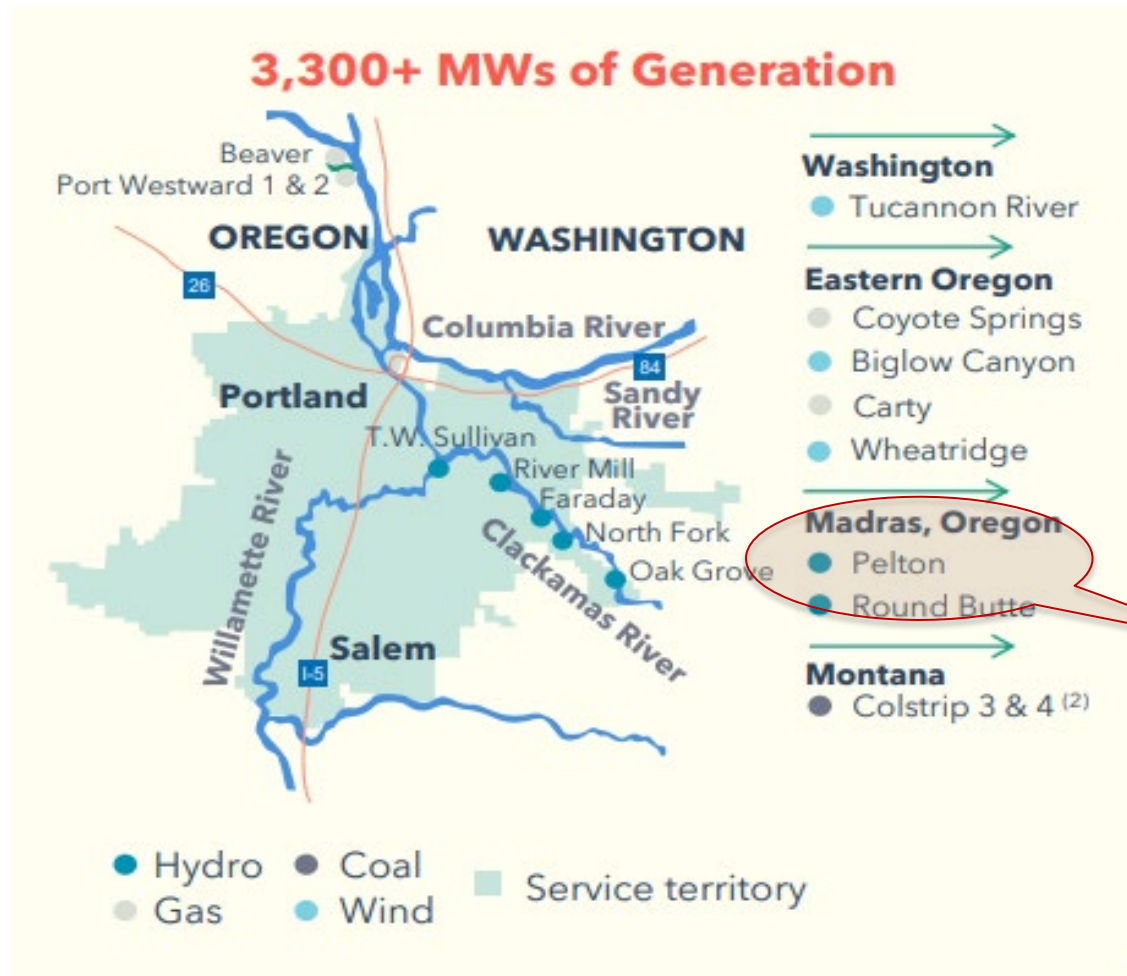 3,300+ MWs of Generation
Beaver
Port Westward 1 & 2
OREGON
WASHINGTON
26
Columbia River
84
Portland
Sandy
River
T.W. Sullivan
River Mill
Faraday
North Fork
Oak Grove
Willamette River
Clackamas River
Salem
I-5
Washington
Tucannon River
Eastern Oregon
Coyote Springs
Biglow Canyon
Carty
Wheatridge
Madras, Oregon
Pelton
Round Butte
Montana
Colstrip 3 & 4 (2)
Hydro
Coal
Gas
Wind
Service territory